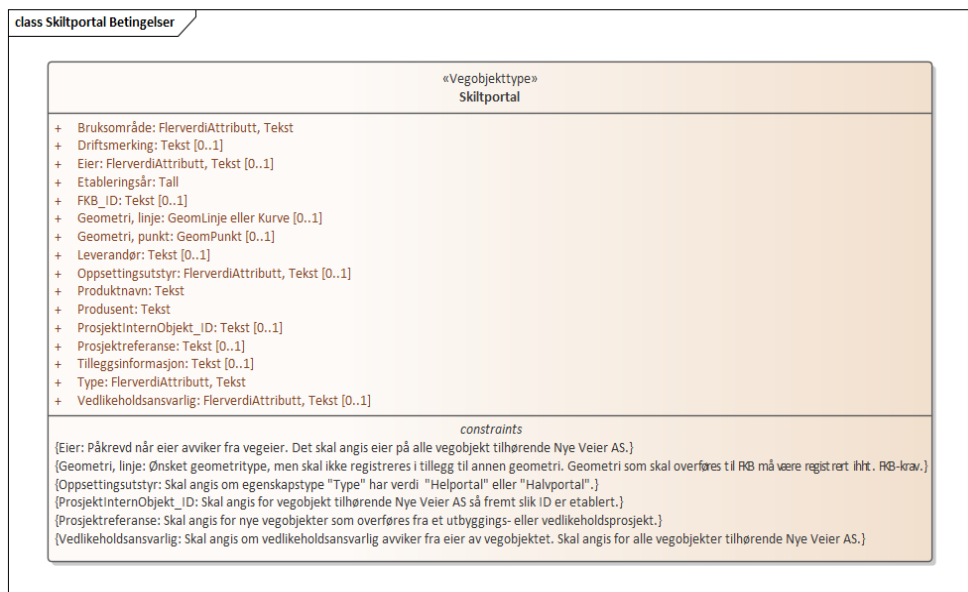 class Skiltportal Betingelser
«Vegobjekttype»
Skiltportal
+ Bruksområde: FlerverdiAttributt, Tekst
+ Driftsmerking: Tekst [0..1]
+ Eier: FlerverdiAttributt, Tekst [0..1]
+ Etableringsår: Tall
+ FKB_ID: Tekst [0..1]
+ Geometri, linje: GeomLinje eller Kurve [0..1]
+ Geometri, punkt: GeomPunkt [0..1]
+ Leverandør: Tekst [0..1]
+ Oppsettingsutstyr: FlerverdiAttributt, Tekst [0..1]
+ Produktnavn: Tekst
+ Produsent: Tekst
+ ProsjektInternObjekt_ID: Tekst [0..1]
+ Prosjektreferanse: Tekst [0..1]
+ Tilleggsinformasjon: Tekst [0..1]
+ Type: FlerverdiAttributt, Tekst
+ Vedlikeholdsansvarlig: FlerverdiAttributt, Tekst [0..1]
constraints
{Eier: Påkrevd når eier avviker fra vegeier. Det skal angis eier på alle vegobjekt tilhørende Nye Veier AS.}
{Geometri, linje: Ønsket geometritype, men skal ikke registreres i tillegg til annen geometri. Geometri som skal overføres til FKB må være registrert ihht. FKB-krav.}
{Oppsettingsutstyr: Skal angis om egenskapstype "Type" har verdi "Helportal" eller "Halvportal".}
{ProsjektInternObjekt_ID: Skal angis for vegobjekt tilhørende Nye Veier AS så fremt slik ID er etablert.}
{Prosjektreferanse: Skal angis for nye vegobjekter som overføres fra et utbyggings- eller vedlikeholdsprosjekt.}
{Vedlikeholdsansvarlig: Skal angis om vedlikeholdsansvarlig avviker fra eier av vegobjektet. Skal angis for alle vegobjekter tilhørende Nye Veier AS.}